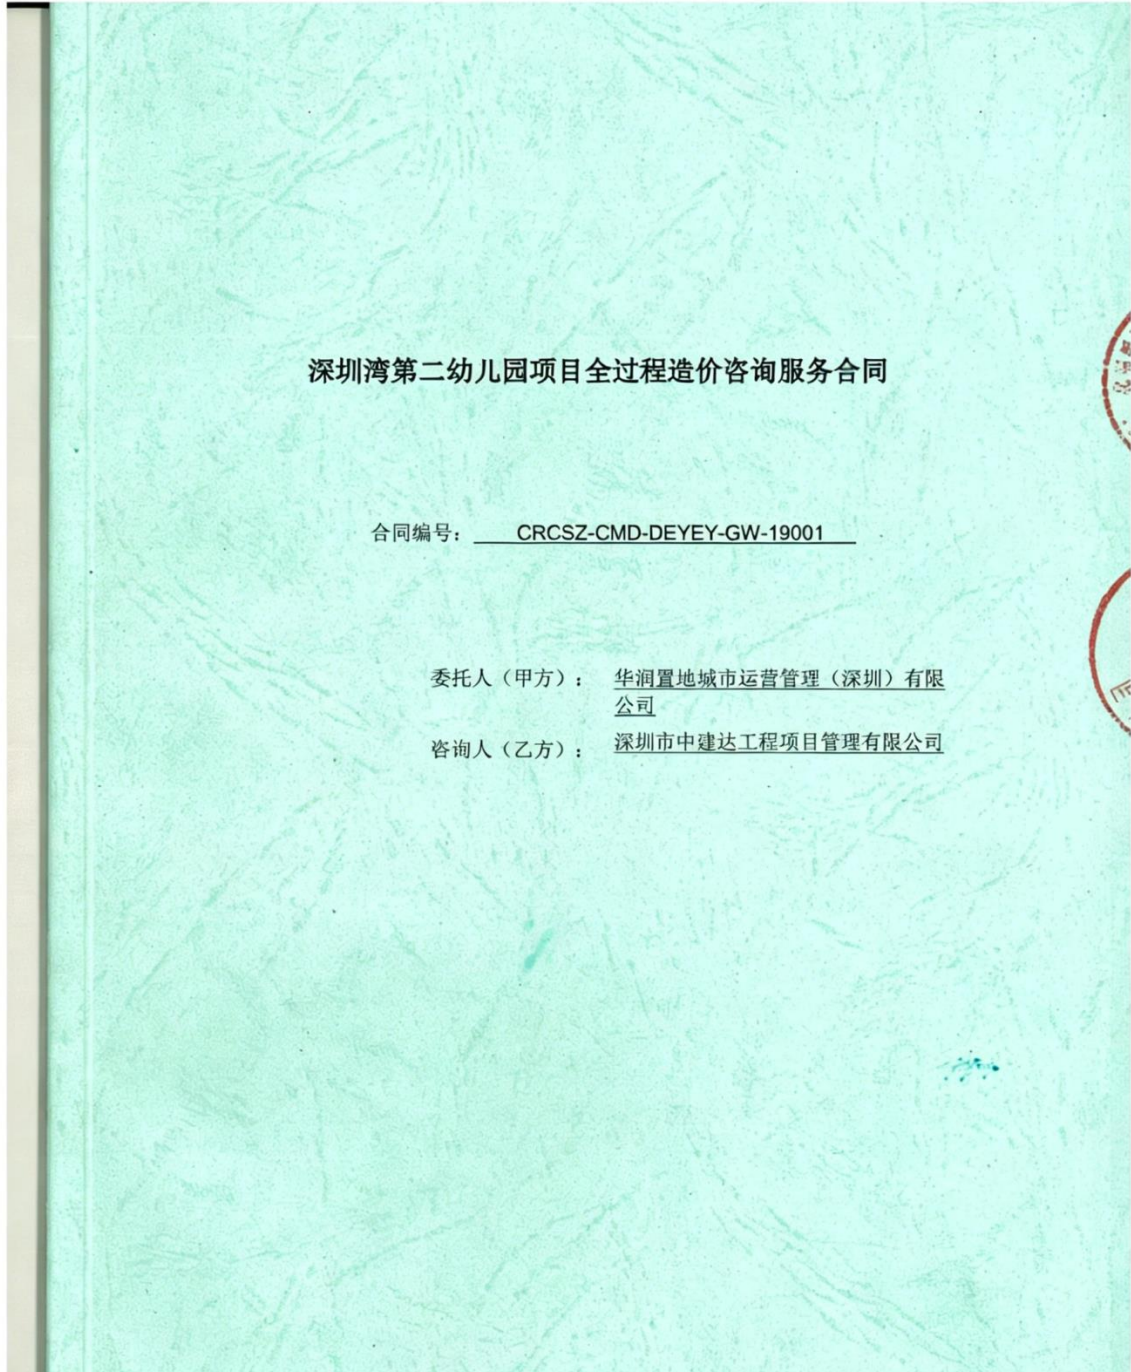 深圳湾第二幼儿园项目全过程造价咨询服务合同
合同编号： CRCSZ-CMD-DEYEY-GW-19001
委托人（甲方）： 华润置地城市运营管理（深圳）有限
公司
咨询人（乙方）： 深圳市中建达工程项目管理有限公司